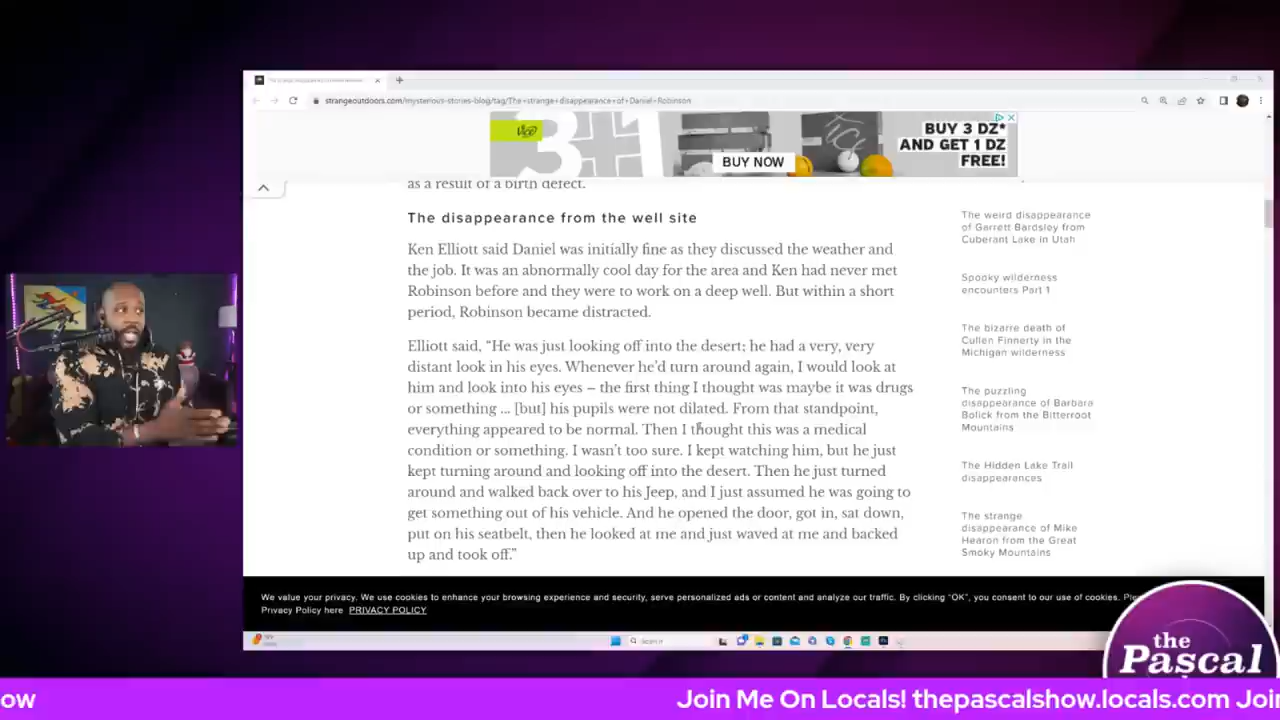 strangeoutdoors.com/mysterious-stories-blog/tag/The+strange+disappearance+of+Daniel+Robinson
Vice
3+
BUY NOW
BUY 3 DZ*
AND GET 1 DZ
FREE!
as a result of a birth defect.
The disappearance from the well site
Ken Elliott said Daniel was initially fine as they discussed the weather and
the job. It was an abnormally cool day for the area and Ken had never met
Robinson before and they were to work on a deep well. But within a short
period, Robinson became distracted.
Elliott said, “He was just looking off into the desert; he had a very, very
distant look in his eyes. Whenever he’d turn around again, I would look at
him and look into his eyes – the first thing I thought was maybe it was drugs
or something ... [but] his pupils were not dilated. From that standpoint,
everything appeared to be normal. Then I thought this was a medical
condition or something. I wasn’t too sure. I kept watching him, but he just
kept turning around and looking off into the desert. Then he just turned
around and walked back over to his Jeep, and I just assumed he was going to
get something out of his vehicle. And he opened the door, got in, sat down,
put on his seatbelt, then he looked at me and just waved at me and backed
up and took off.”
The weird disappearance
of Garrett Bardsley from
Cuberant Lake in Utah
Spooky wilderness
encounters Part 1
The bizarre death of
Cullen Finnerty in the
Michigan wilderness
The puzzling
disappearance of Barbara
Bolick from the Bitterroot
Mountains
The Hidden Lake Trail
disappearances
The strange
disappearance of Mike
Hearon from the Great
Smoky Mountains
We value your privacy. We use cookies to enhance your browsing experience and security, serve personalized ads or content and analyze our traffic. By clicking “OK”, you consent to our use of cookies.
Privacy Policy here PRIVACY POLICY
Search
the
Pascal
ow Join Me On Locals! thepascalshow.locals.com Joi